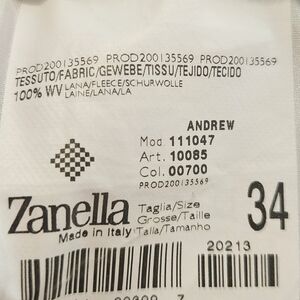 PROD200135569 PROD200135569 PROD200135569
TESSUTO/FABRIC/GEWEBE/TISSU/TEJIDO/TECIDO
100% WV LANA/FLEECE/SCHURWOLLE
LAINE/LANA/LA
ANDREW
Mod. 111047
Art. 10085
Col. 00700
PROD200135569
Zanella
Made in Italy
Taglia/Size
Grosse/Taille
Talla/Tamanho
34
20213